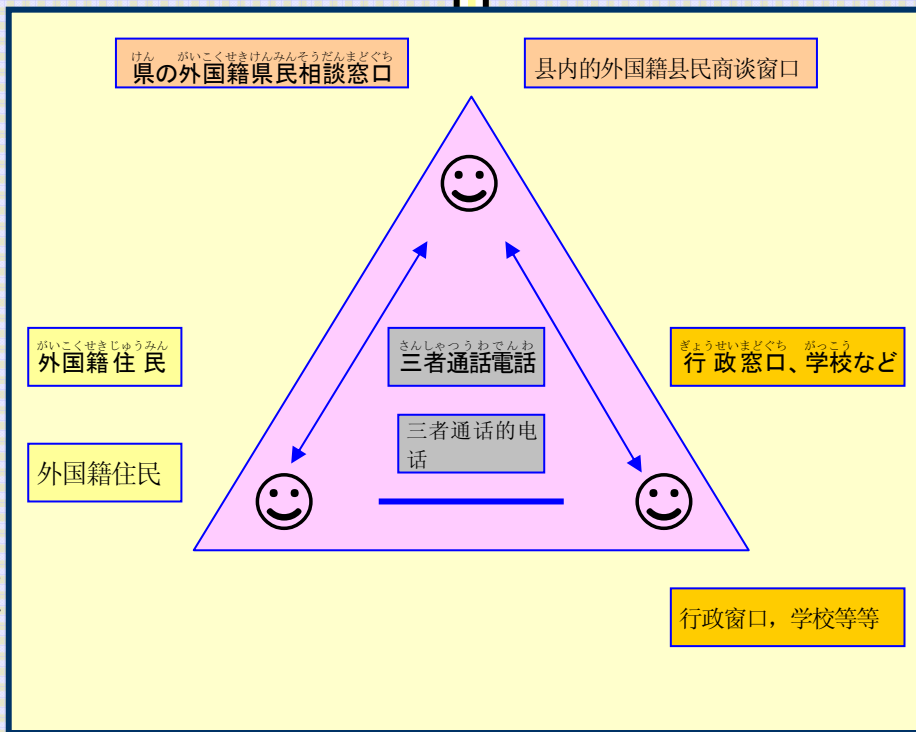 けん がいこくせきけんみんそうだんまどぐち
県の外国籍県民相談窓口
县内的外国籍县民商谈窗口
がいこくせきじゅうみん
外国籍住民
さんしゃつうわでんわ
三者通話電話
ぎょうせいまどぐち がっこう
行政窓口、学校など
三者通话的电
话
外国籍住民
行政窗口，学校等等